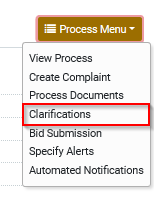 Process Menu
View Process
Create Complaint
Process Documents
Clarifications
Bid Submission
Specify Alerts
Automated Notifications